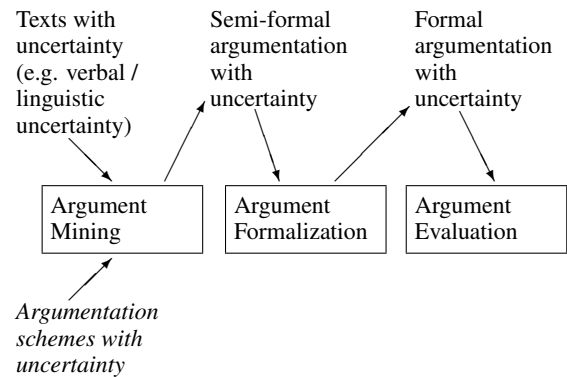 Texts with
uncertainty
(e.g. verbal /
linguistic
uncertainty)
Semi-formal
argumentation
with
uncertainty
Formal
argumentation
with
uncertainty
Argument
Mining
Argument
Formalization
Argument
Evaluation
Argumentation
schemes with
uncertainty